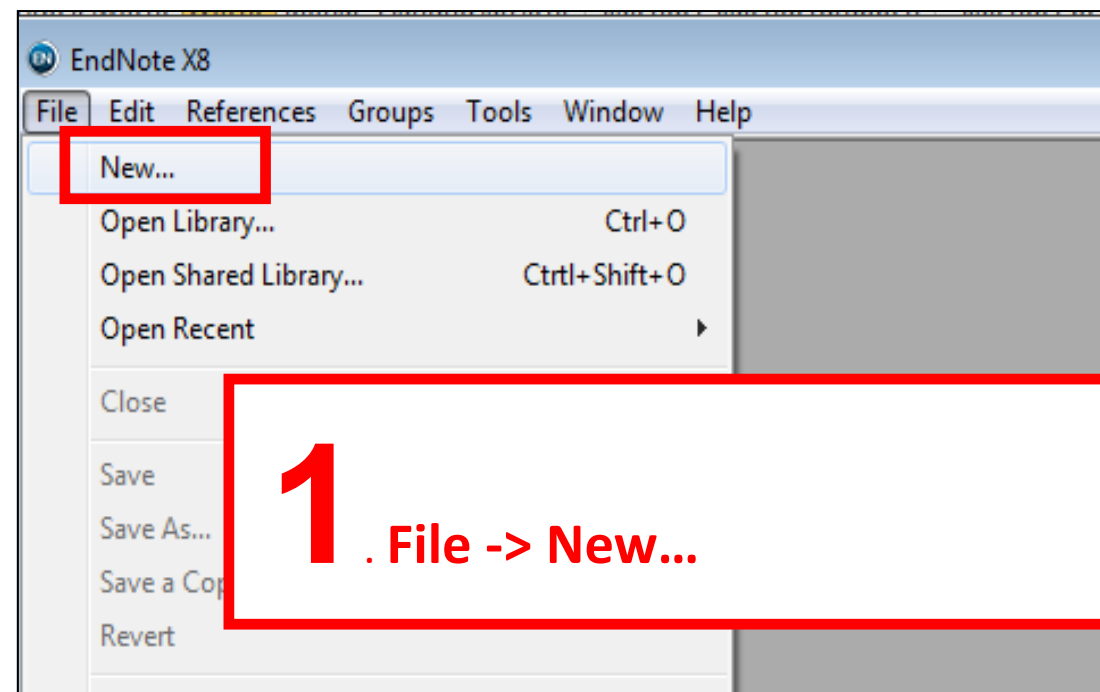 EndNote X8
File Edit References Groups Tools Window Help
New...
Open Library... Ctrl+O
Open Shared Library... Ctrtl+Shift+O
Open Recent
Close
Save
Save As...
Save a Cop
Revert
1. File -> New...